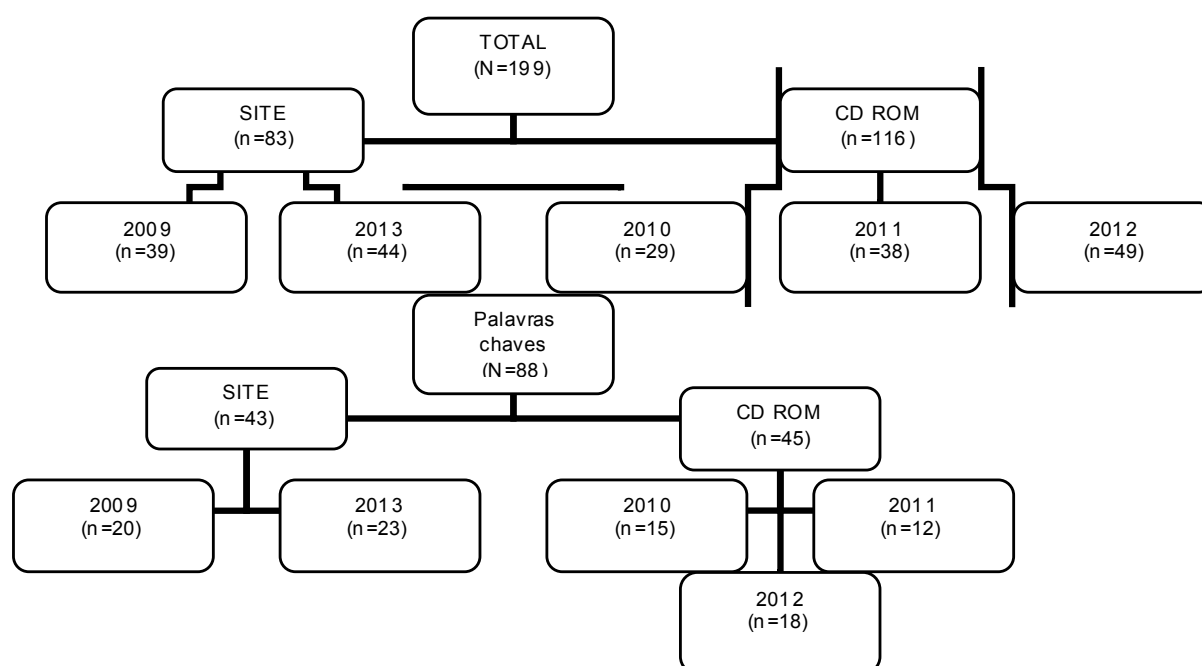 TOTAL
(N=199)
SITE
(n=83)
CD ROM
(n=116)
2009
(n=39)
2013
(n=44)
2010
(n=29)
2011
(n=38)
2012
(n=49)
Palavras
chaves
(N=88)
SITE
(n=43)
CD ROM
(n=45)
2009
(n=20)
2013
(n=23)
2010
(n=15)
2011
(n=12)
2012
(n=18)